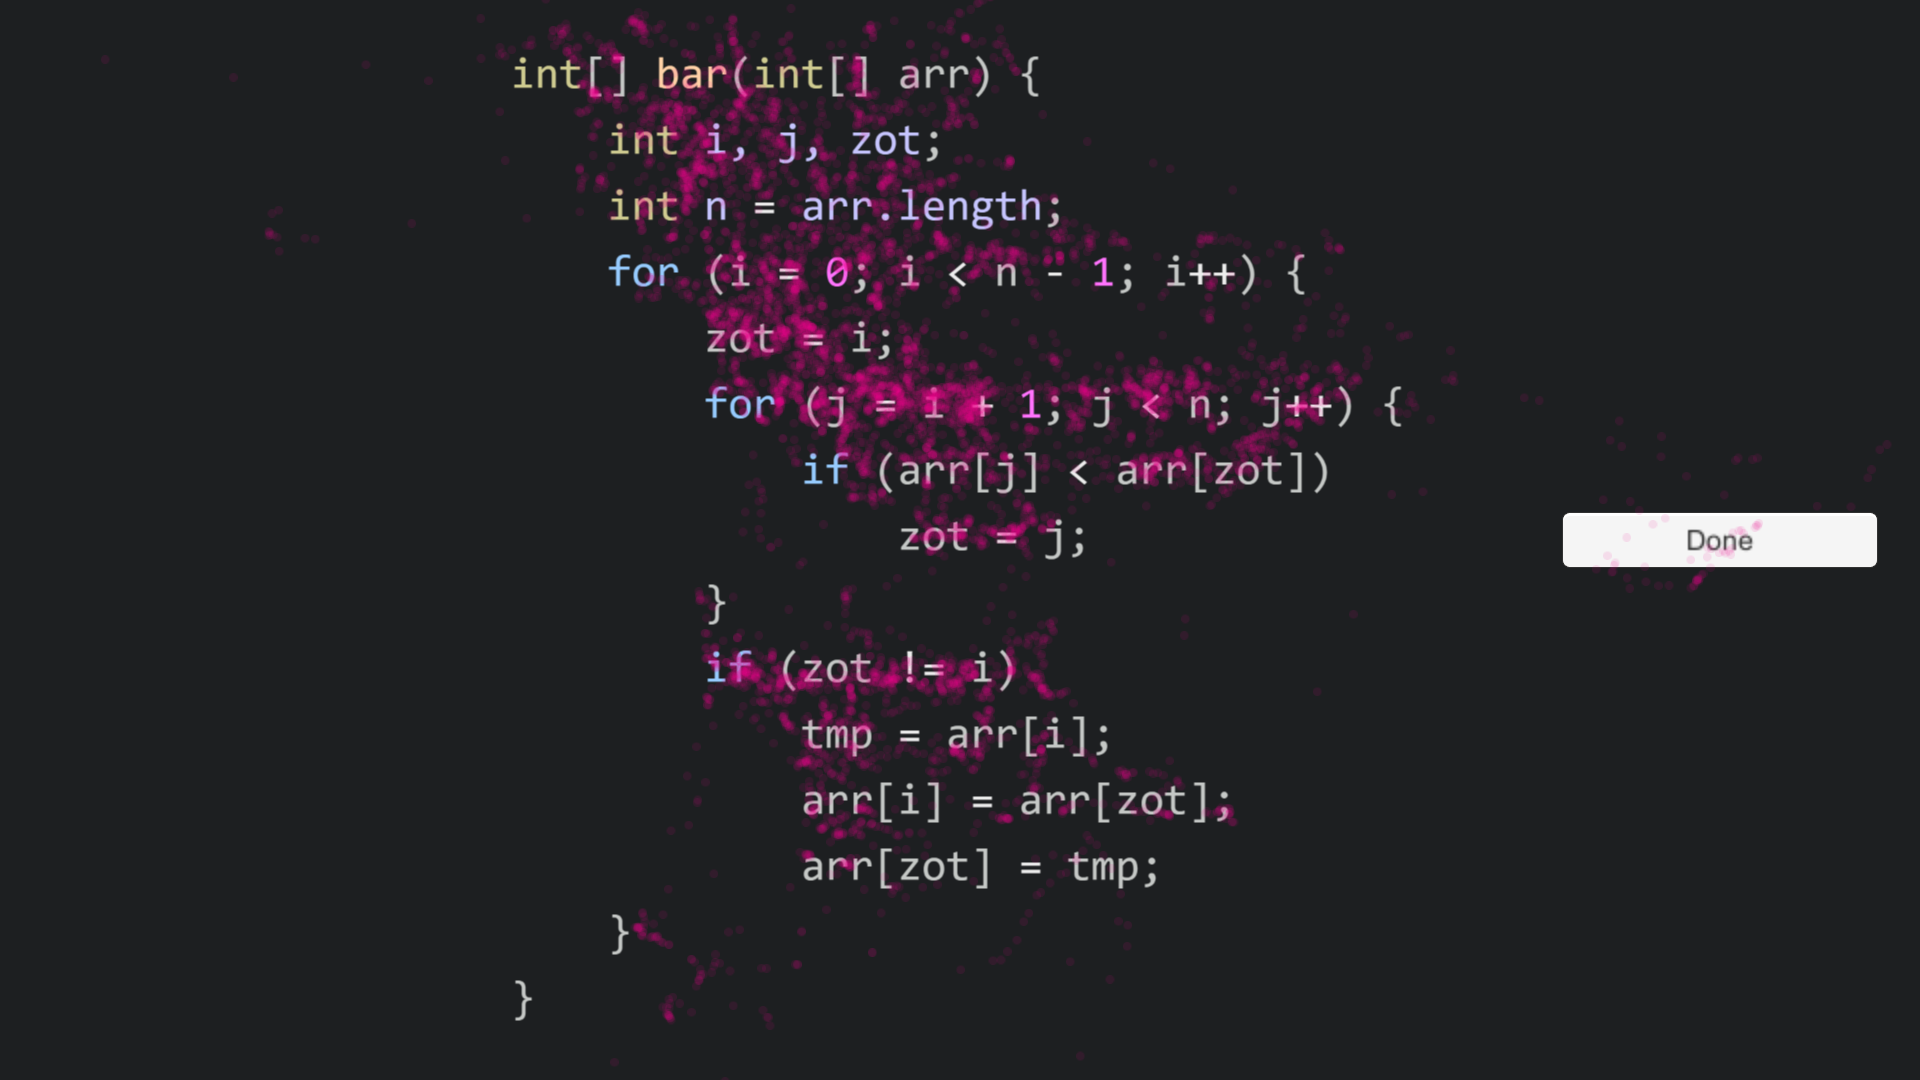 int[] bar(int[] arr) {
int i, j, zot;
int n = arr.length;
for (i = 0; i < n - 1; i++) {
zot = i;
for (j = i + 1; j < n; j++) {
if (arr[j] < arr[zot])
zot = j;
Done
}
if (zot != i)
tmp = arr[i];
arr[i] = arr[zot];
arr[zot] = tmp;
}
}